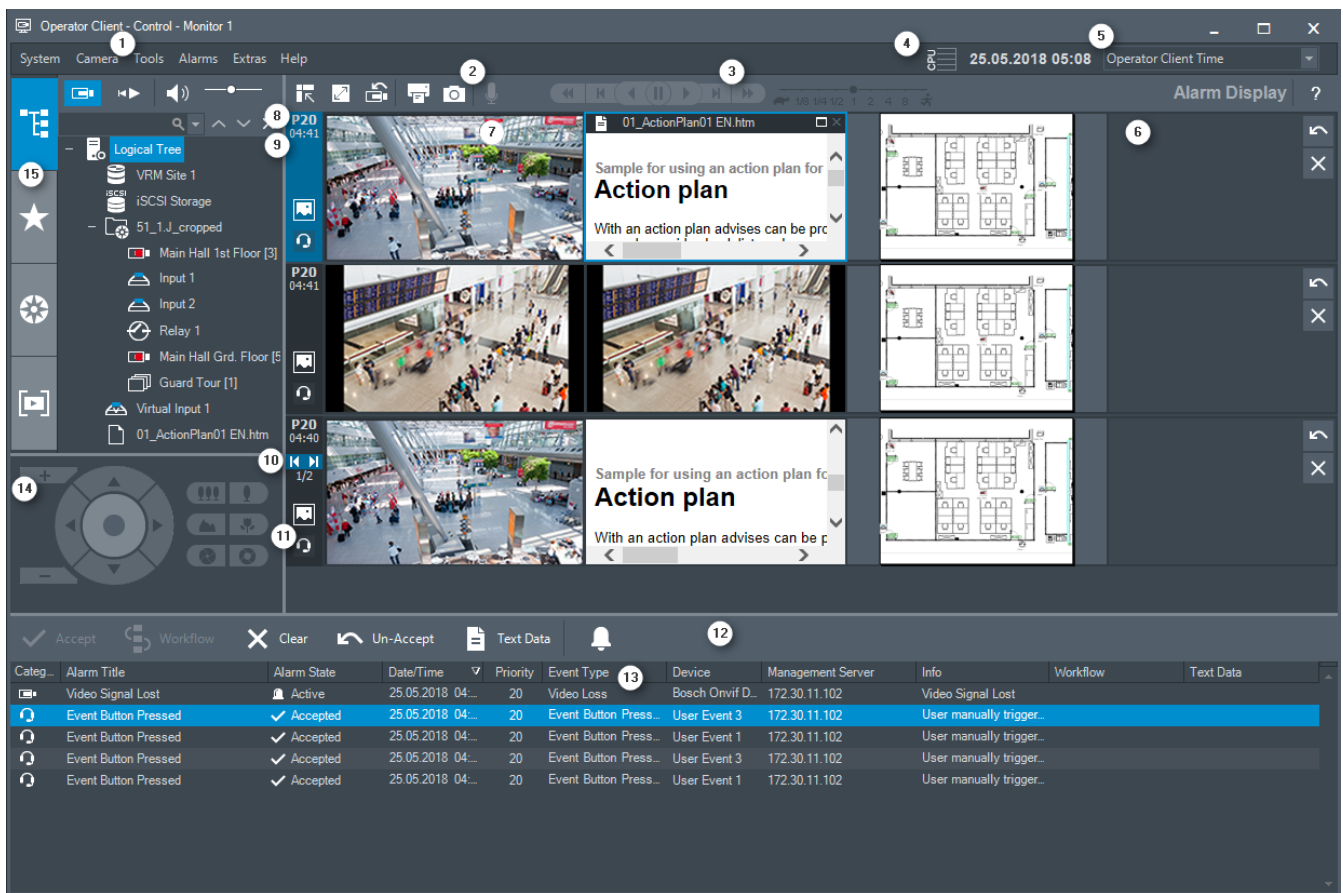 Operator Client - Control - Monitor 1
System Camera Tools Alarms Extras Help
1
4
CPU
25.05.2018 05:08
5
Operator Client Time
2
3
1/8 1/4 1/2 1 2 4 8
Alarm Display ?
8
P20
04:41
9
7
01_ActionPlan01 EN.htm
6
Logical Tree
VRM Site 1
iSCSI
iSCSI Storage
51_1.J_cropped
Main Hall 1st Floor [3]
Input 1
Input 2
Relay 1
Main Hall Grd. Floor [5
Guard Tour [1]
Virtual Input 1
01_ActionPlan01 EN.htm
15
Sample for using an action plan for
Action plan
With an action plan advises can be pro
P20
04:41
P20
04:40
10
1/2
11
Sample for using an action plan fo
Action plan
With an action plan advises can be p
14
Accept Workflow Clear Un-Accept Text Data
12
Categ... Alarm Title Alarm State Date/Time Priority Event Type Device Management Server Info Workflow Text Data
13
Video Signal Lost Active 25.05.2018 04:... 20 Video Loss Bosch Onvif D... 172.30.11.102 Video Signal Lost
Event Button Pressed Accepted 25.05.2018 04:... 20 Event Button Press... User Event 3 172.30.11.102 User manually trigger...
Event Button Pressed Accepted 25.05.2018 04:... 20 Event Button Press... User Event 1 172.30.11.102 User manually trigger...
Event Button Pressed Accepted 25.05.2018 04:... 20 Event Button Press... User Event 3 172.30.11.102 User manually trigger...
Event Button Pressed Accepted 25.05.2018 04:... 20 Event Button Press... User Event 1 172.30.11.102 User manually trigger...